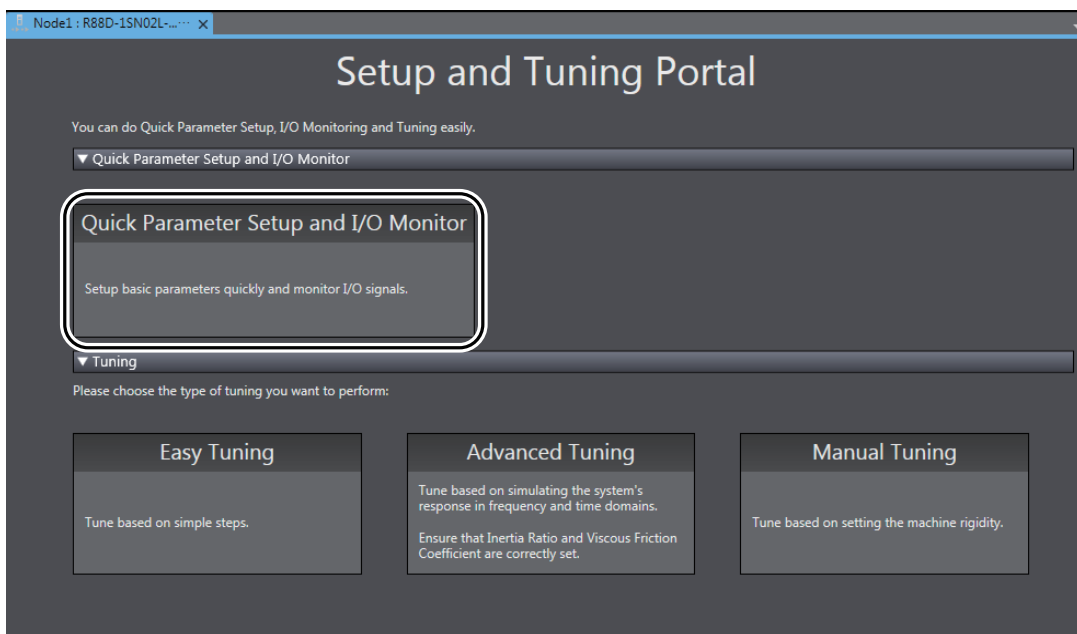 Node1 : R88D-1SN02L-...···
Setup and Tuning Portal
You can do Quick Parameter Setup, I/O Monitoring and Tuning easily.
▼ Quick Parameter Setup and I/O Monitor
Quick Parameter Setup and I/O Monitor
Setup basic parameters quickly and monitor I/O signals.
▼ Tuning
Please choose the type of tuning you want to perform:
Easy Tuning
Tune based on simple steps.
Advanced Tuning
Tune based on simulating the system's
response in frequency and time domains.
Ensure that Inertia Ratio and Viscous Friction
Coefficient are correctly set.
Manual Tuning
Tune based on setting the machine rigidity.